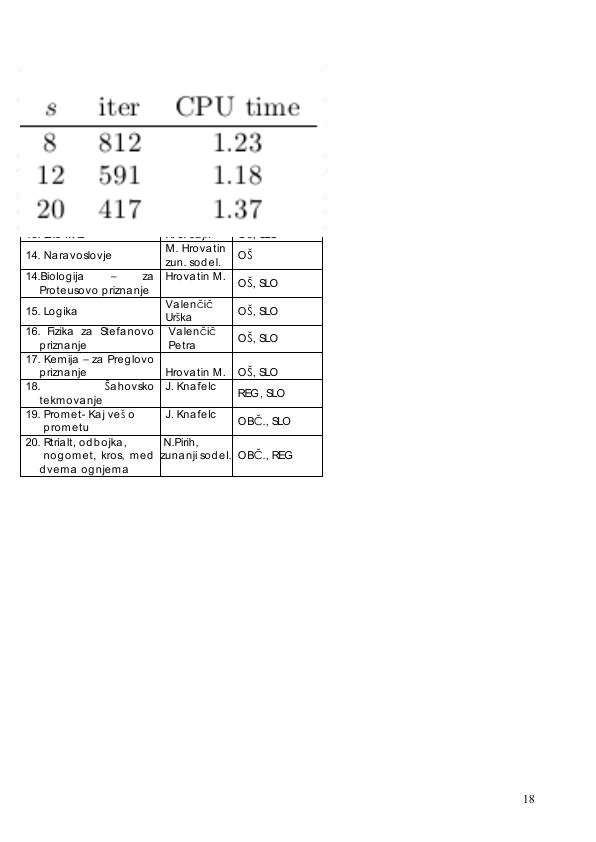 s iter CPU time
8 812 1.23
12 591 1.18
20 417 1.37
14. Naravoslovje M. Hrovatin OŠ
zun. sodel.
14.Biologija – za Hrovatin M. OŠ, SLO
Proteusovo priznanje
15. Logika Valenčič OŠ, SLO
Urška
16. Fizika za Stefanovo Valenčič OŠ, SLO
priznanje Petra
17. Kemija – za Preglovo
priznanje Hrovatin M. OŠ, SLO
18. Šahovsko J. Knafelc REG, SLO
tekmovanje
19. Promet- Kaj veš o J. Knafelc OBČ., SLO
prometu
20. Rtrialt, odbojka, N.Pirih,
nogomet, kros, med zunanji sodel. OBČ., REG
dvema ognjema
18